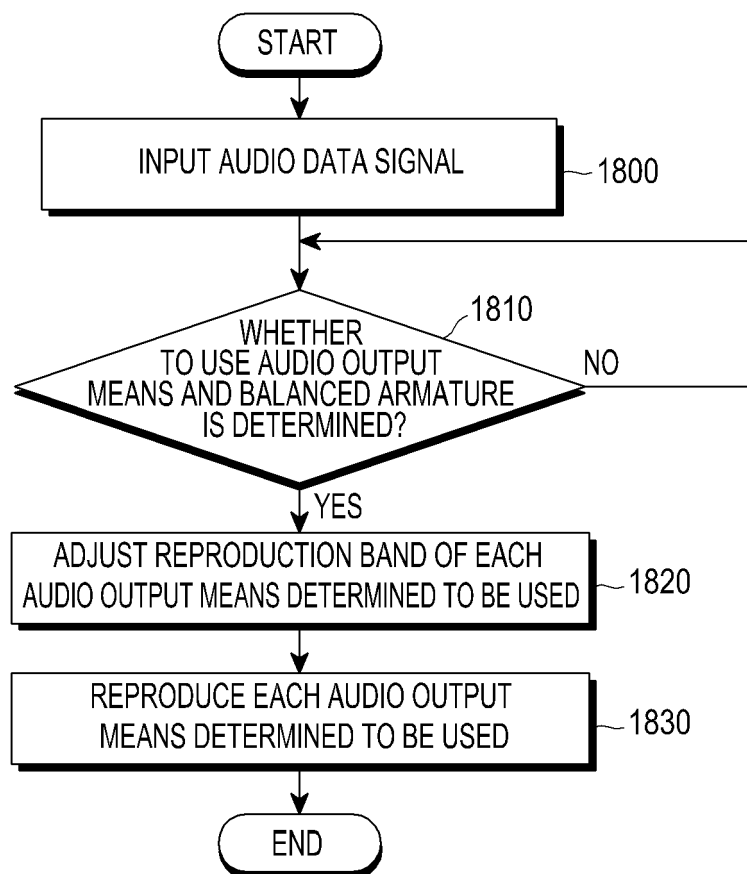 START
INPUT AUDIO DATA SIGNAL
1800
1810
WHETHER
TO USE AUDIO OUTPUT
MEANS AND BALANCED ARMATURE
IS DETERMINED?
NO
YES
ADJUST REPRODUCTION BAND OF EACH
AUDIO OUTPUT MEANS DETERMINED TO BE USED
1820
REPRODUCE EACH AUDIO OUTPUT
MEANS DETERMINED TO BE USED
1830
END